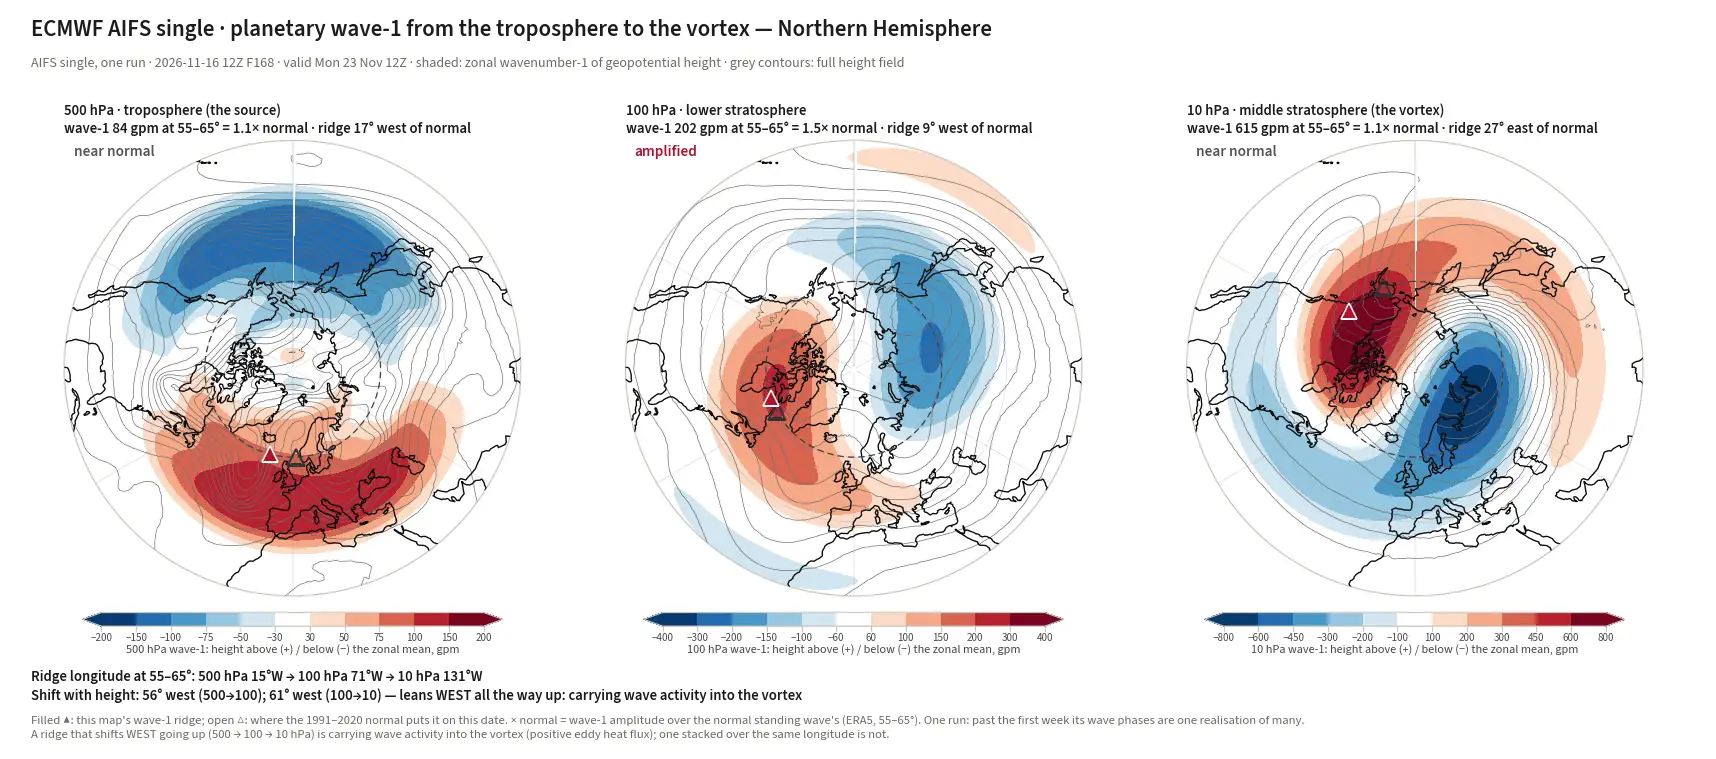 ECMWF AIFS single · planetary wave-1 from the troposphere to the vortex — Northern Hemisphere
AIFS single, one run · 2026-11-16 12Z F168 · valid Mon 23 Nov 12Z · shaded: zonal wavenumber-1 of geopotential height · grey contours: full height field
500 hPa · troposphere (the source)
wave-1 84 gpm at 55–65° = 1.1× normal · ridge 17° west of normal
near normal
100 hPa · lower stratosphere
wave-1 202 gpm at 55–65° = 1.5× normal · ridge 9° west of normal
amplified
10 hPa · middle stratosphere (the vortex)
wave-1 615 gpm at 55–65° = 1.1× normal · ridge 27° east of normal
near normal
−200 −150 −100 −75 −50 −30 30 50 75 100 150 200
500 hPa wave-1: height above (+) / below (−) the zonal mean, gpm
−400 −300 −200 −150 −100 −60 60 100 150 200 300 400
100 hPa wave-1: height above (+) / below (−) the zonal mean, gpm
−800 −600 −450 −300 −200 −100 100 200 300 450 600 800
10 hPa wave-1: height above (+) / below (−) the zonal mean, gpm
Ridge longitude at 55–65°: 500 hPa 15°W → 100 hPa 71°W → 10 hPa 131°W
Shift with height: 56° west (500→100); 61° west (100→10) — leans WEST all the way up: carrying wave activity into the vortex
Filled ▲: this map's wave-1 ridge; open △: where the 1991–2020 normal puts it on this date. × normal = wave-1 amplitude over the normal standing wave's (ERA5, 55–65°). One run: past the first week its wave phases are one realisation of many.
A ridge that shifts WEST going up (500 → 100 → 10 hPa) is carrying wave activity into the vortex (positive eddy heat flux); one stacked over the same longitude is not.